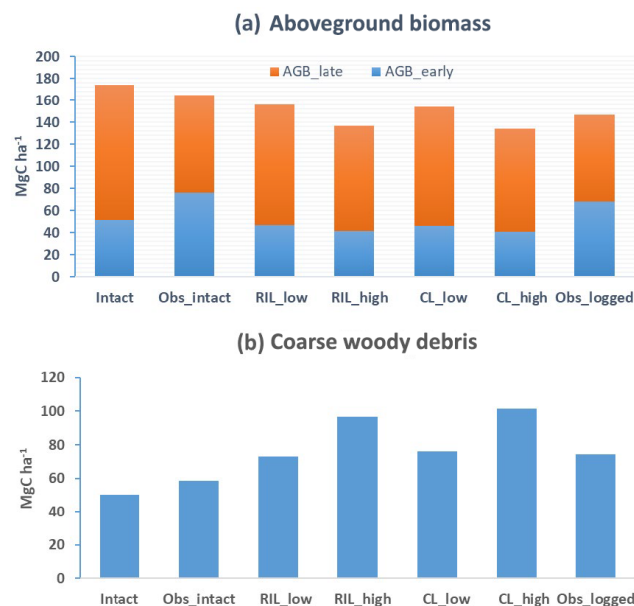 (a) Aboveground biomass
200
180
160
140
120
100
80
60
40
20
0
MgC ha⁻¹
AGB_late AGB_early
Intact Obs_intact RIL_low RIL_high CL_low CL_high Obs_logged
(b) Coarse woody debris
120
100
80
60
40
20
0
MgC ha⁻¹
Intact Obs_intact RIL_low RIL_high CL_low CL_high Obs_logged